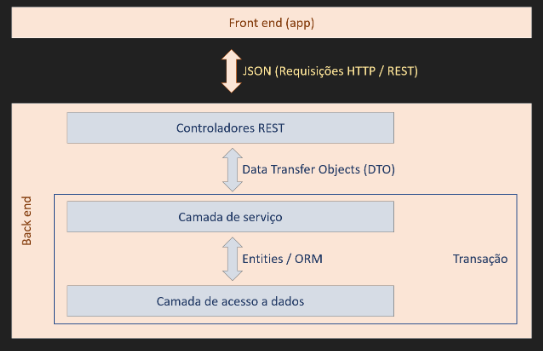 Front end (app)
JSON (Requisições HTTP / REST)
Controladores REST
Data Transfer Objects (DTO)
Back end
Camada de serviço
Entities / ORM
Transação
Camada de acesso a dados